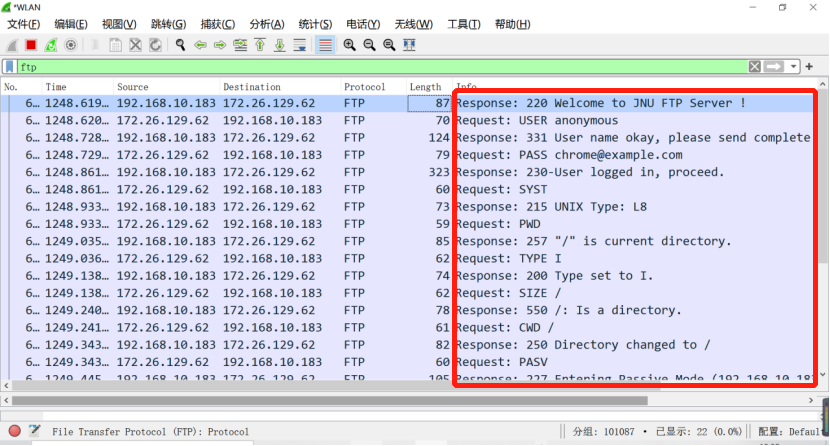 *WLAN
文件(F) 编辑(E) 视图(V) 跳转(G) 捕获(C) 分析(A) 统计(S) 电话(Y) 无线(W) 工具(T) 帮助(H)
ftp
No. Time Source Destination Protocol Length Info
6… 1248.619… 192.168.10.183 172.26.129.62 FTP 87 Response: 220 Welcome to JNU FTP Server !
6… 1248.620… 172.26.129.62 192.168.10.183 FTP 70 Request: USER anonymous
6… 1248.728… 192.168.10.183 172.26.129.62 FTP 124 Response: 331 User name okay, please send complete
6… 1248.729… 172.26.129.62 192.168.10.183 FTP 79 Request: PASS chrome@example.com
6… 1248.861… 192.168.10.183 172.26.129.62 FTP 323 Response: 230-User logged in, proceed.
6… 1248.861… 172.26.129.62 192.168.10.183 FTP 60 Request: SYST
6… 1248.933… 192.168.10.183 172.26.129.62 FTP 73 Response: 215 UNIX Type: L8
6… 1248.933… 172.26.129.62 192.168.10.183 FTP 59 Request: PWD
6… 1249.035… 192.168.10.183 172.26.129.62 FTP 85 Response: 257 "/" is current directory.
6… 1249.036… 172.26.129.62 192.168.10.183 FTP 62 Request: TYPE I
6… 1249.138… 192.168.10.183 172.26.129.62 FTP 74 Response: 200 Type set to I.
6… 1249.138… 172.26.129.62 192.168.10.183 FTP 62 Request: SIZE /
6… 1249.240… 192.168.10.183 172.26.129.62 FTP 78 Response: 550 /: Is a directory.
6… 1249.241… 172.26.129.62 192.168.10.183 FTP 61 Request: CWD /
6… 1249.343… 192.168.10.183 172.26.129.62 FTP 82 Response: 250 Directory changed to /
6… 1249.343… 172.26.129.62 192.168.10.183 FTP 60 Request: PASV
6… 1249.445… 192.168.10.183 172.26.129.62 FTP 105 Response: 227 Entering Passive Mode (192,168,10,18
File Transfer Protocol (FTP): Protocol 分组: 101087 • 已显示: 22 (0.0%) 配置: Default